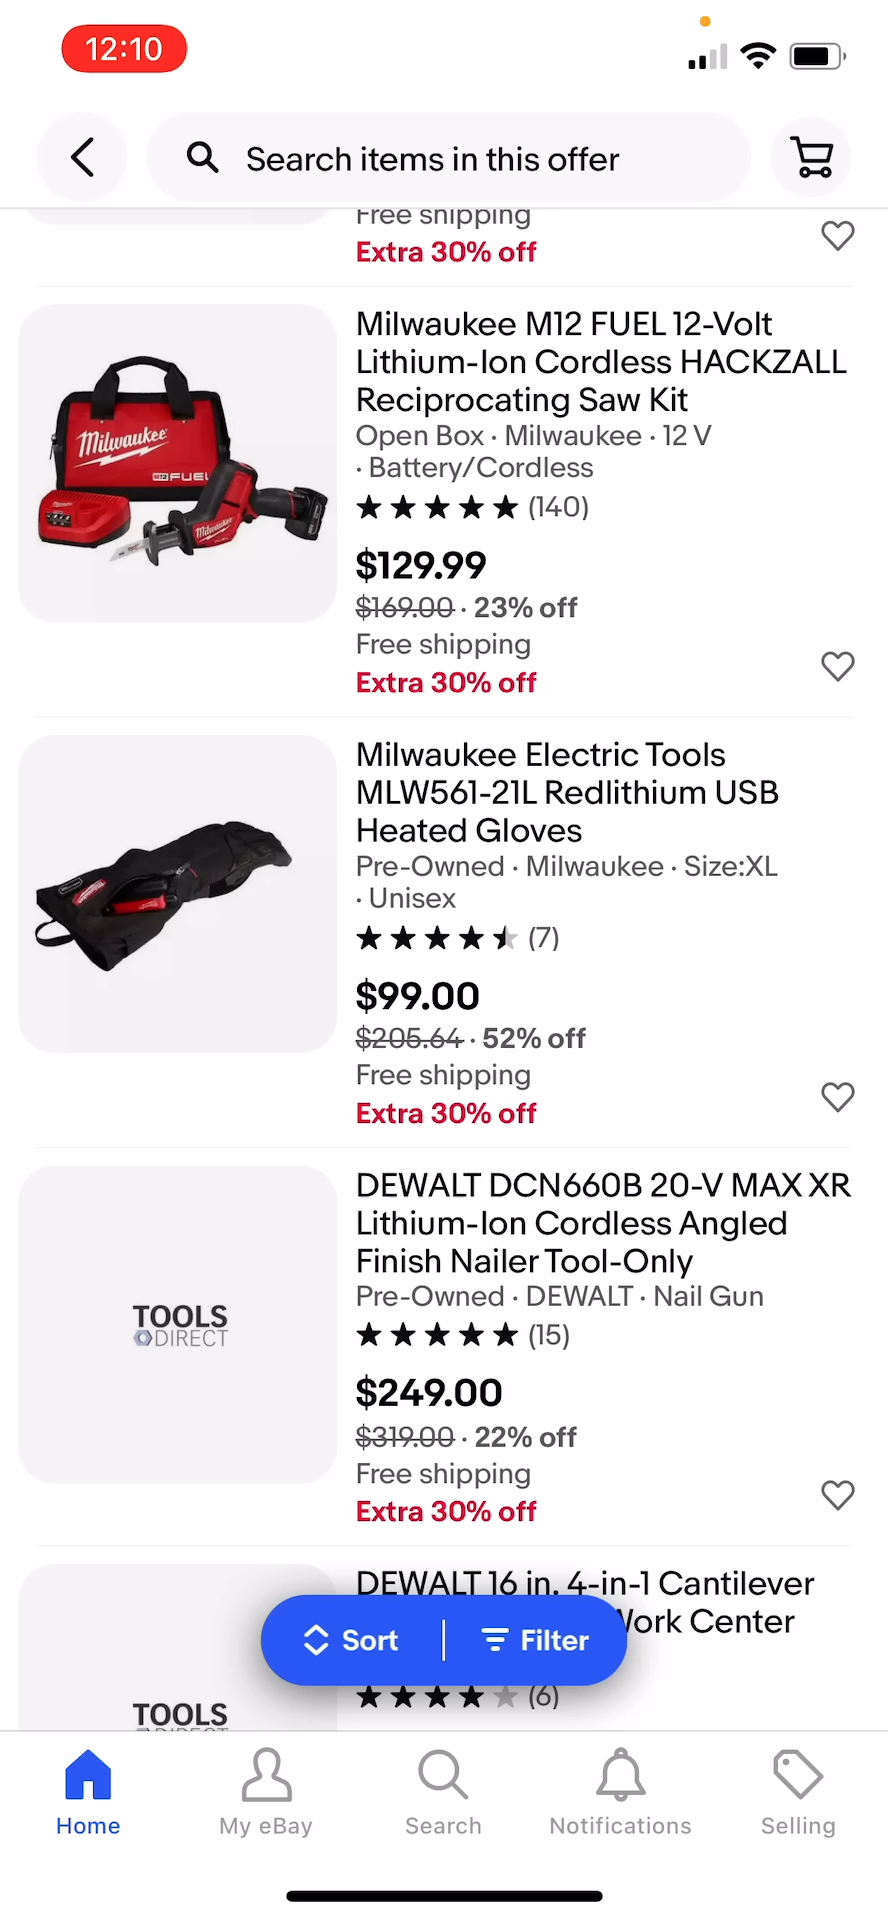 12:10
Search items in this offer
Free shipping
Extra 30% off
Milwaukee
M12 FUEL
Milwaukee
Milwaukee M12 FUEL 12-Volt
Lithium-Ion Cordless HACKZALL
Reciprocating Saw Kit
Open Box · Milwaukee · 12 V
· Battery/Cordless
(140)
$129.99
$169.00 · 23% off
Free shipping
Extra 30% off
Milwaukee Electric Tools
MLW561-21L Redlithium USB
Heated Gloves
Pre-Owned · Milwaukee · Size:XL
· Unisex
(7)
$99.00
$205.64 · 52% off
Free shipping
Extra 30% off
TOOLS
DIRECT
DEWALT DCN660B 20-V MAX XR
Lithium-Ion Cordless Angled
Finish Nailer Tool-Only
Pre-Owned · DEWALT · Nail Gun
(15)
$249.00
$319.00 · 22% off
Free shipping
Extra 30% off
TOOLS
DIRECT
DEWALT 16 in. 4-in-1 Cantilever
Work Center
(6)
Sort
Filter
Home
My eBay
Search
Notifications
Selling